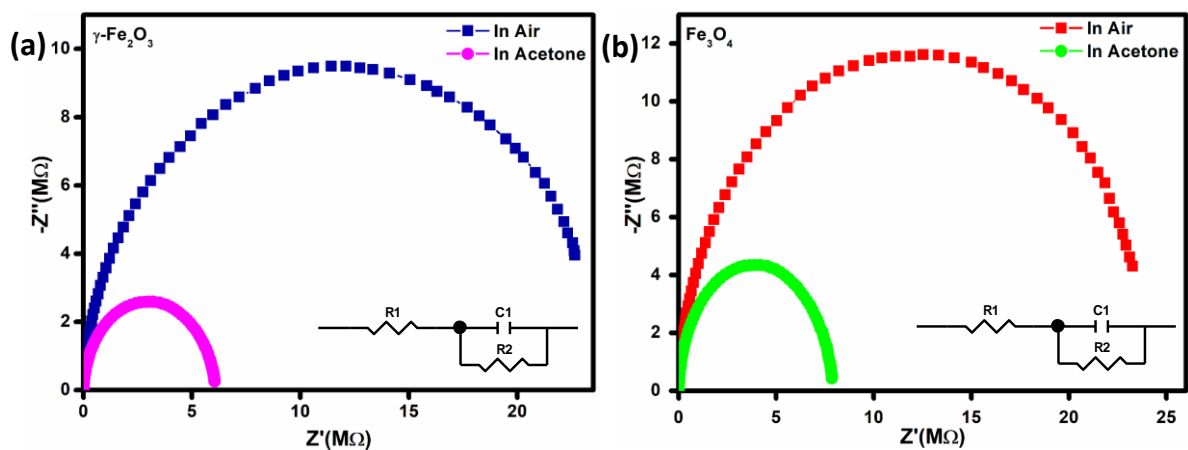 (a)
γ-Fe₂O₃
In Air
In Acetone
10
8
6
4
2
0
-Z''(MΩ)
0
5
10
15
20
Z'(MΩ)
R1
C1
R2
(b)
Fe₃O₄
In Air
In Acetone
12
10
8
6
4
2
0
-Z''(MΩ)
0
5
10
15
20
25
Z'(MΩ)
R1
C1
R2